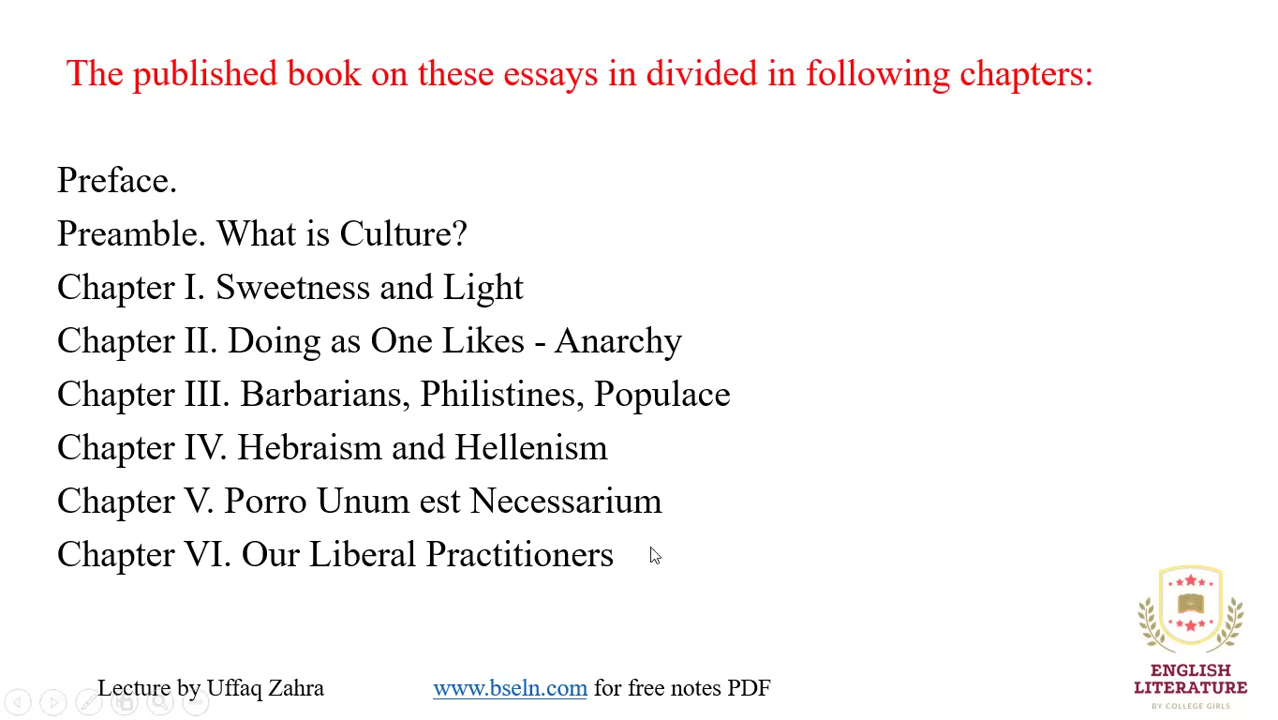 The published book on these essays in divided in following chapters:
Preface.
Preamble. What is Culture?
Chapter I. Sweetness and Light
Chapter II. Doing as One Likes - Anarchy
Chapter III. Barbarians, Philistines, Populace
Chapter IV. Hebraism and Hellenism
Chapter V. Porro Unum est Necessarium
Chapter VI. Our Liberal Practitioners
ENGLISH
LITERATURE
BY COLLEGE GIRLS
Lecture by Uffaq Zahra
www.bseln.com for free notes PDF